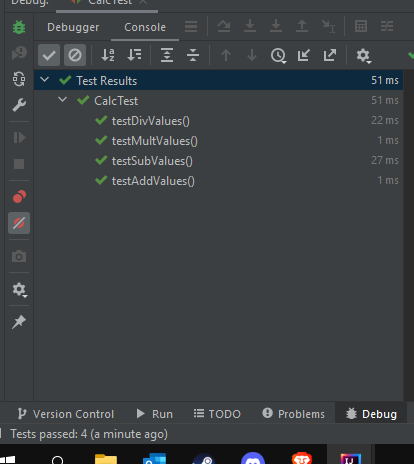 Debug: CalcTest
Debugger Console
Test Results 51 ms
CalcTest 51 ms
testDivValues() 22 ms
testMultValues() 1 ms
testSubValues() 27 ms
testAddValues() 1 ms
Version Control Run TODO Problems Debug
Tests passed: 4 (a minute ago)